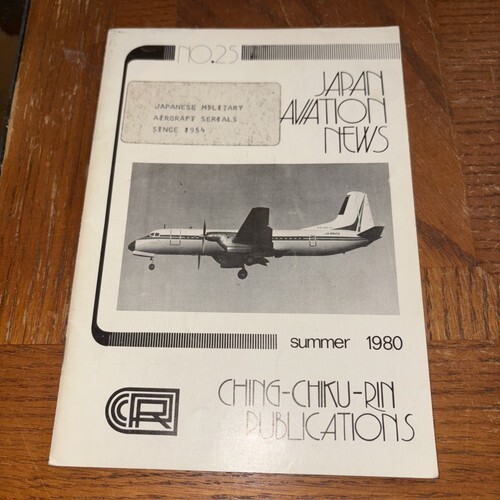 NO.25
JAPAN
AVIATION
NEWS
JAPANESE MILITARY
AIRCRAFT SERIALS
SINCE 1954
summer 1980
CCR
CHING-CHIKU-RIN
PUBLICATIONS